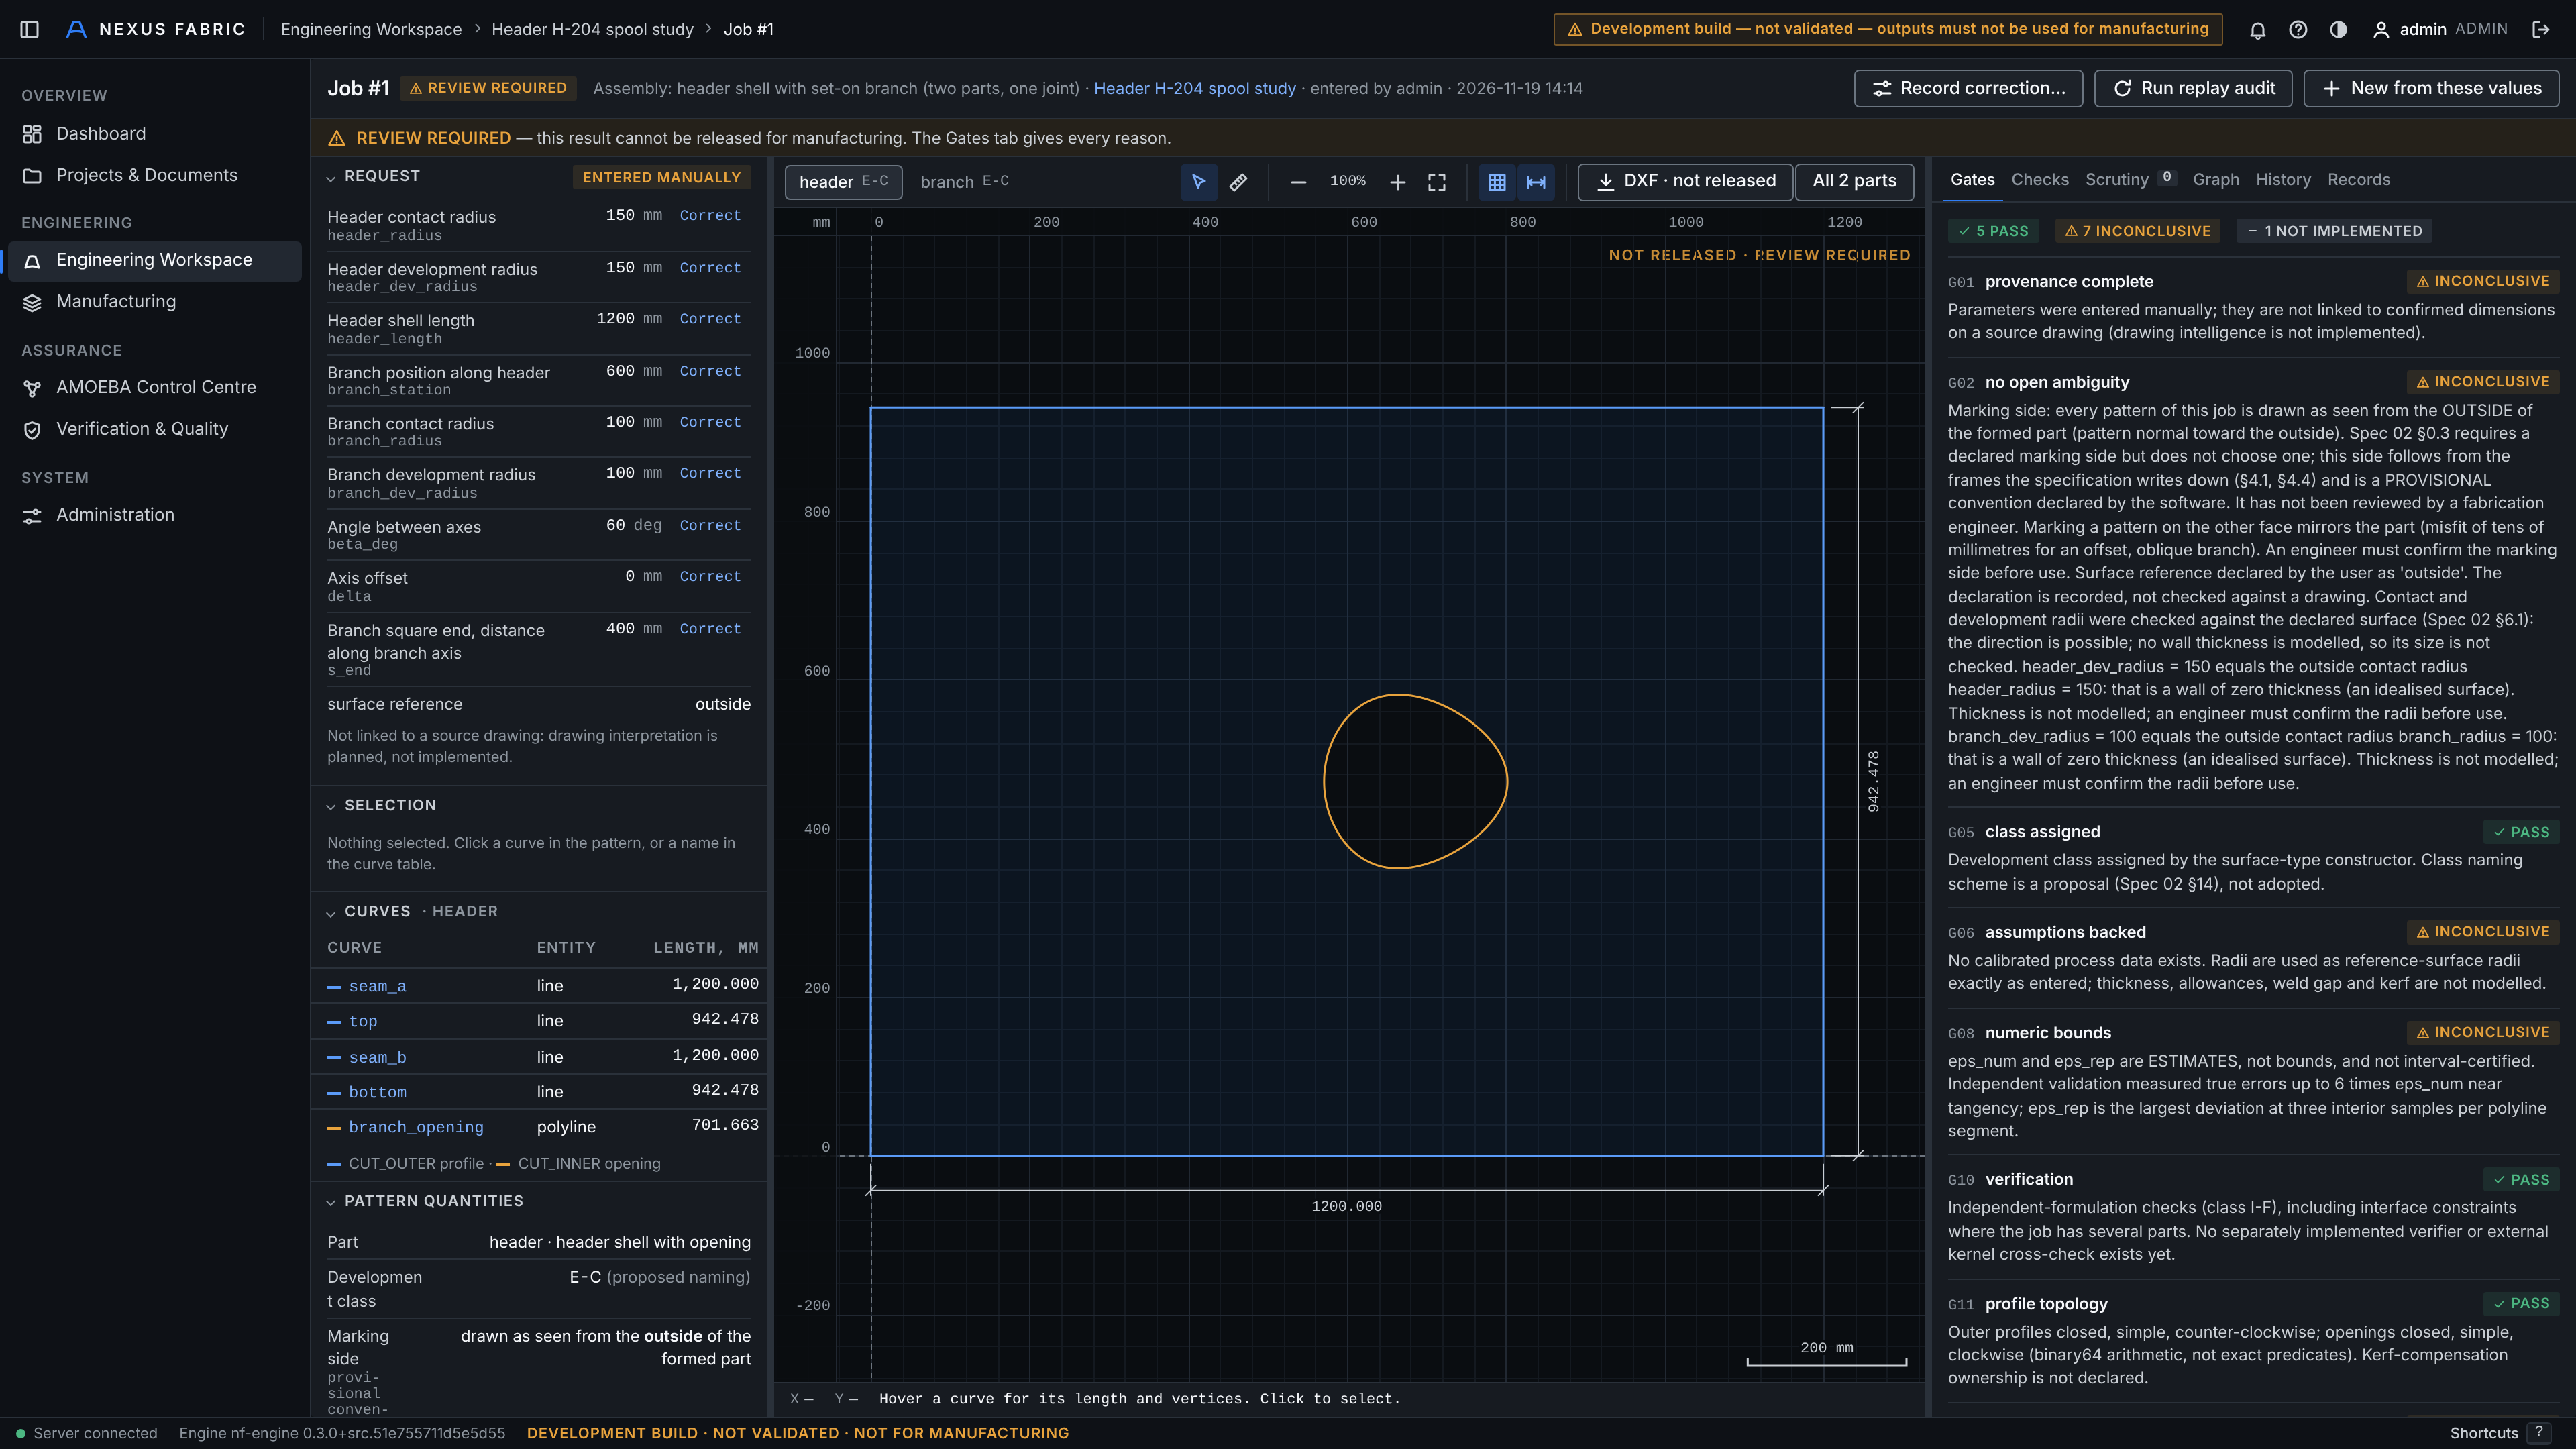 NEXUS FABRIC
Engineering Workspace > Header H-204 spool study > Job #1
Development build — not validated — outputs must not be used for manufacturing
admin ADMIN
OVERVIEW
Dashboard
Projects & Documents
ENGINEERING
Engineering Workspace
Manufacturing
ASSURANCE
AMOEBA Control Centre
Verification & Quality
SYSTEM
Administration
Job #1 REVIEW REQUIRED Assembly: header shell with set-on branch (two parts, one joint) · Header H-204 spool study · entered by admin · 2026-11-19 14:14
Record correction...
Run replay audit
New from these values
REVIEW REQUIRED — this result cannot be released for manufacturing. The Gates tab gives every reason.
REQUEST ENTERED MANUALLY
Header contact radius 150 mm Correct
header_radius
Header development radius 150 mm Correct
header_dev_radius
Header shell length 1200 mm Correct
header_length
Branch position along header 600 mm Correct
branch_station
Branch contact radius 100 mm Correct
branch_radius
Branch development radius 100 mm Correct
branch_dev_radius
Angle between axes 60 deg Correct
beta_deg
Axis offset 0 mm Correct
delta
Branch square end, distance 400 mm Correct
along branch axis
s_end
surface reference outside
Not linked to a source drawing: drawing interpretation is
planned, not implemented.
SELECTION
Nothing selected. Click a curve in the pattern, or a name in
the curve table.
CURVES · HEADER
CURVE ENTITY LENGTH, MM
seam_a line 1,200.000
top line 942.478
seam_b line 1,200.000
bottom line 942.478
branch_opening polyline 701.663
CUT_OUTER profile · CUT_INNER opening
PATTERN QUANTITIES
Part header · header shell with opening
Developmen E-C (proposed naming)
t class
Marking drawn as seen from the outside of the
side formed part
provi-
sional
conven-
header E-C branch E-C
100%
DXF · not released
All 2 parts
mm 0 200 400 600 800 1000 1200
NOT RELEASED · REVIEW REQUIRED
1000
800
600
400
200
0
-200
942.478
1200.000
200 mm
X — Y — Hover a curve for its length and vertices. Click to select.
Gates Checks Scrutiny 0 Graph History Records
5 PASS 7 INCONCLUSIVE 1 NOT IMPLEMENTED
G01 provenance complete INCONCLUSIVE
Parameters were entered manually; they are not linked to confirmed dimensions
on a source drawing (drawing intelligence is not implemented).
G02 no open ambiguity INCONCLUSIVE
Marking side: every pattern of this job is drawn as seen from the OUTSIDE of
the formed part (pattern normal toward the outside). Spec 02 §0.3 requires a
declared marking side but does not choose one; this side follows from the
frames the specification writes down (§4.1, §4.4) and is a PROVISIONAL
convention declared by the software. It has not been reviewed by a fabrication
engineer. Marking a pattern on the other face mirrors the part (misfit of tens of
millimetres for an offset, oblique branch). An engineer must confirm the marking
side before use. Surface reference declared by the user as 'outside'. The
declaration is recorded, not checked against a drawing. Contact and
development radii were checked against the declared surface (Spec 02 §6.1):
the direction is possible; no wall thickness is modelled, so its size is not
checked. header_dev_radius = 150 equals the outside contact radius
header_radius = 150: that is a wall of zero thickness (an idealised surface).
Thickness is not modelled; an engineer must confirm the radii before use.
branch_dev_radius = 100 equals the outside contact radius branch_radius = 100:
that is a wall of zero thickness (an idealised surface). Thickness is not modelled;
an engineer must confirm the radii before use.
G05 class assigned PASS
Development class assigned by the surface-type constructor. Class naming
scheme is a proposal (Spec 02 §14), not adopted.
G06 assumptions backed INCONCLUSIVE
No calibrated process data exists. Radii are used as reference-surface radii
exactly as entered; thickness, allowances, weld gap and kerf are not modelled.
G08 numeric bounds INCONCLUSIVE
eps_num and eps_rep are ESTIMATES, not bounds, and not interval-certified.
Independent validation measured true errors up to 6 times eps_num near
tangency; eps_rep is the largest deviation at three interior samples per polyline
segment.
G10 verification PASS
Independent-formulation checks (class I-F), including interface constraints
where the job has several parts. No separately implemented verifier or external
kernel cross-check exists yet.
G11 profile topology PASS
Outer profiles closed, simple, counter-clockwise; openings closed, simple,
clockwise (binary64 arithmetic, not exact predicates). Kerf-compensation
ownership is not declared.
Server connected Engine nf-engine 0.3.0+src.51e755711d5e5d55 DEVELOPMENT BUILD · NOT VALIDATED · NOT FOR MANUFACTURING
Shortcuts ?